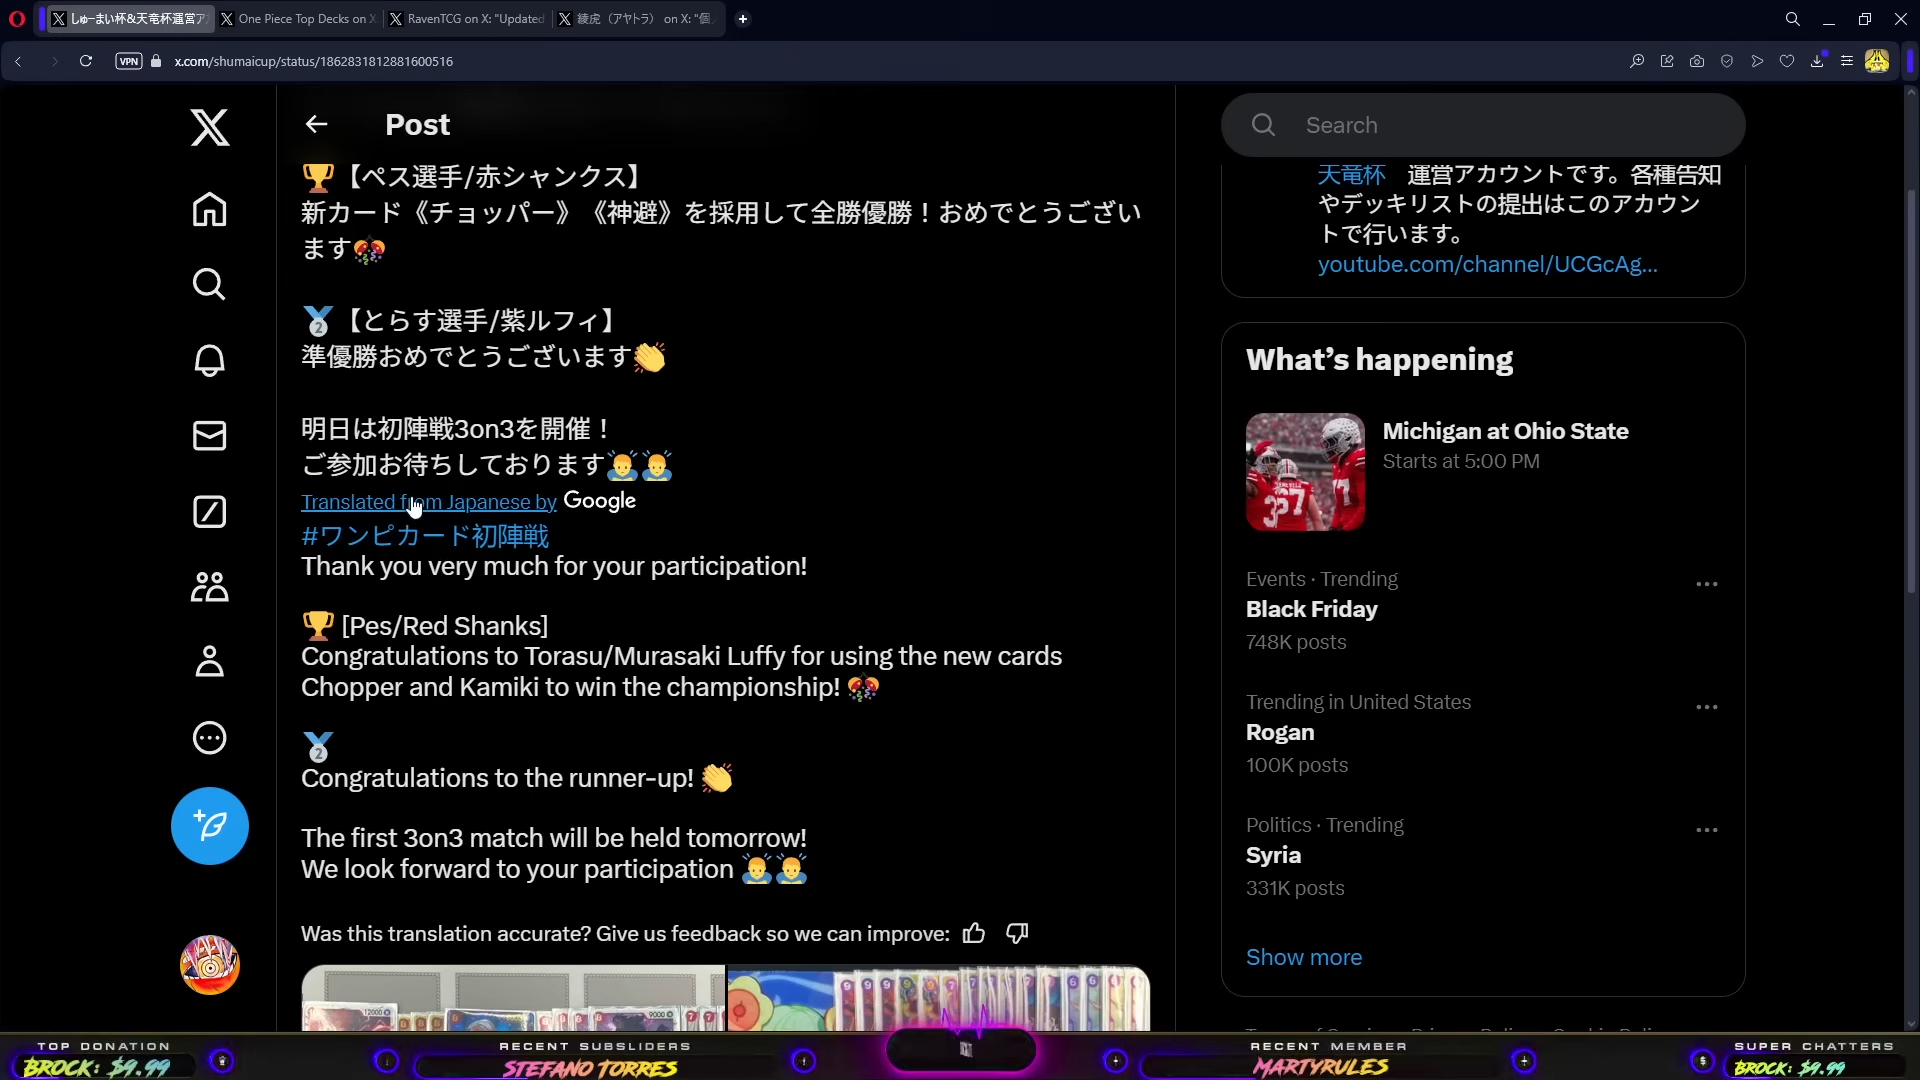 しゅーまい杯&天竜杯運営ア
One Piece Top Decks on X
RavenTCG on X: "Updated
綾虎（アヤトラ） on X: "個
VPN
x.com/shumaicup/status/1862831812881600516
Post
🏆【ペス選手/赤シャンクス】
新カード《チョッパー》《神避》を採用して全勝優勝！おめでとうござい
ます🎊
🥈【とらす選手/紫ルフィ】
準優勝おめでとうございます👏
明日は初陣戦3on3を開催！
ご参加お待ちしております🙇‍♂️🙇‍♂️
Translated from Japanese by Google
#ワンピカード初陣戦
Thank you very much for your participation!
🏆 [Pes/Red Shanks]
Congratulations to Torasu/Murasaki Luffy for using the new cards
Chopper and Kamiki to win the championship! 🎊
🥈
Congratulations to the runner-up! 👏
The first 3on3 match will be held tomorrow!
We look forward to your participation 🙇‍♂️🙇‍♂️
Was this translation accurate? Give us feedback so we can improve:
12000
9000
Search
天竜杯　運営アカウントです。各種告知
やデッキリストの提出はこのアカウン
トで行います。
youtube.com/channel/UCGcAg...
What's happening
Michigan at Ohio State
Starts at 5:00 PM
Events · Trending
Black Friday
748K posts
Trending in United States
Rogan
100K posts
Politics · Trending
Syria
331K posts
Show more
TOP DONATION
BROCK: $9.99
RECENT SUBSLIDERS
STEFANO TORRES
RECENT MEMBER
MARTYRULES
SUPER CHATTERS
BROCK: $9.99